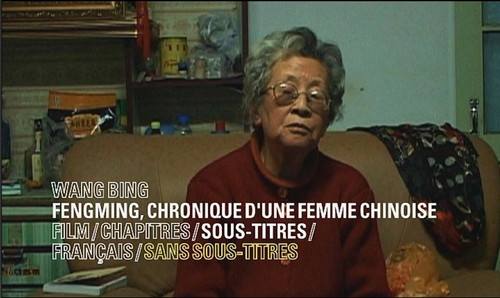 WANG BING
FENGMING, CHRONIQUE D'UNE FEMME CHINOISE
FILM / CHAPITRES / SOUS-TITRES /
FRANÇAIS / SANS SOUS-TITRES